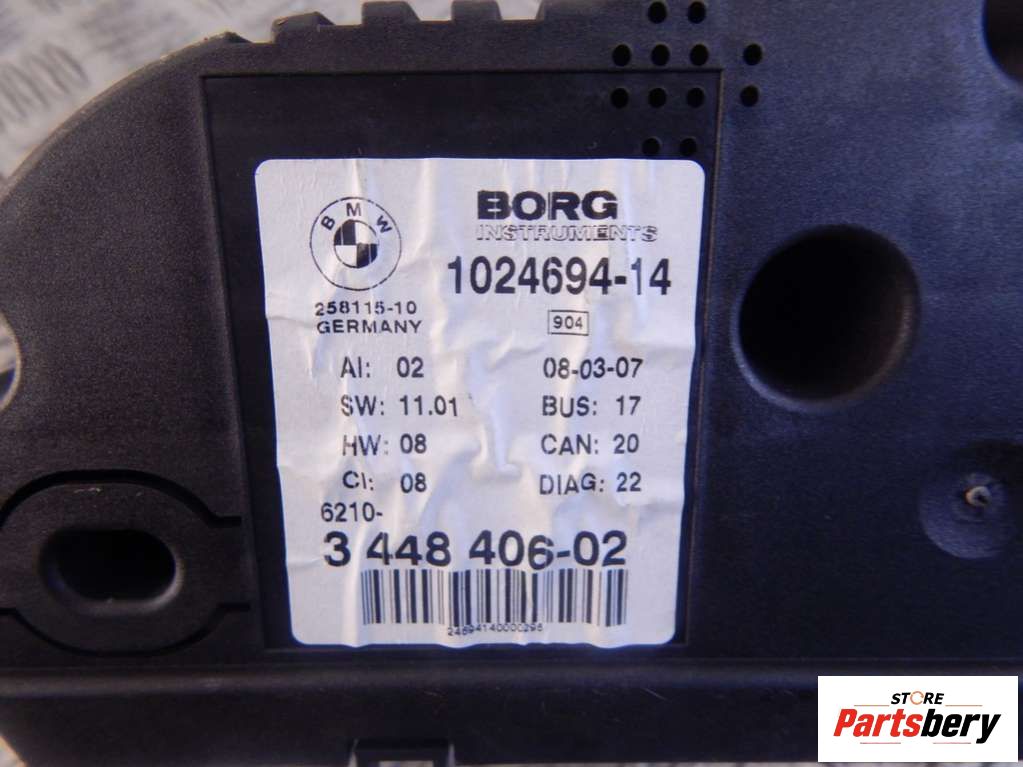 BMW
BORG
INSTRUMENTS
1024694-14
258115-10
GERMANY
904
AI: 02 08-03-07
SW: 11.01 BUS: 17
HW: 08 CAN: 20
CI: 08 DIAG: 22
6210-
3 448 406-02
24694140000296
STORE
Partsbery